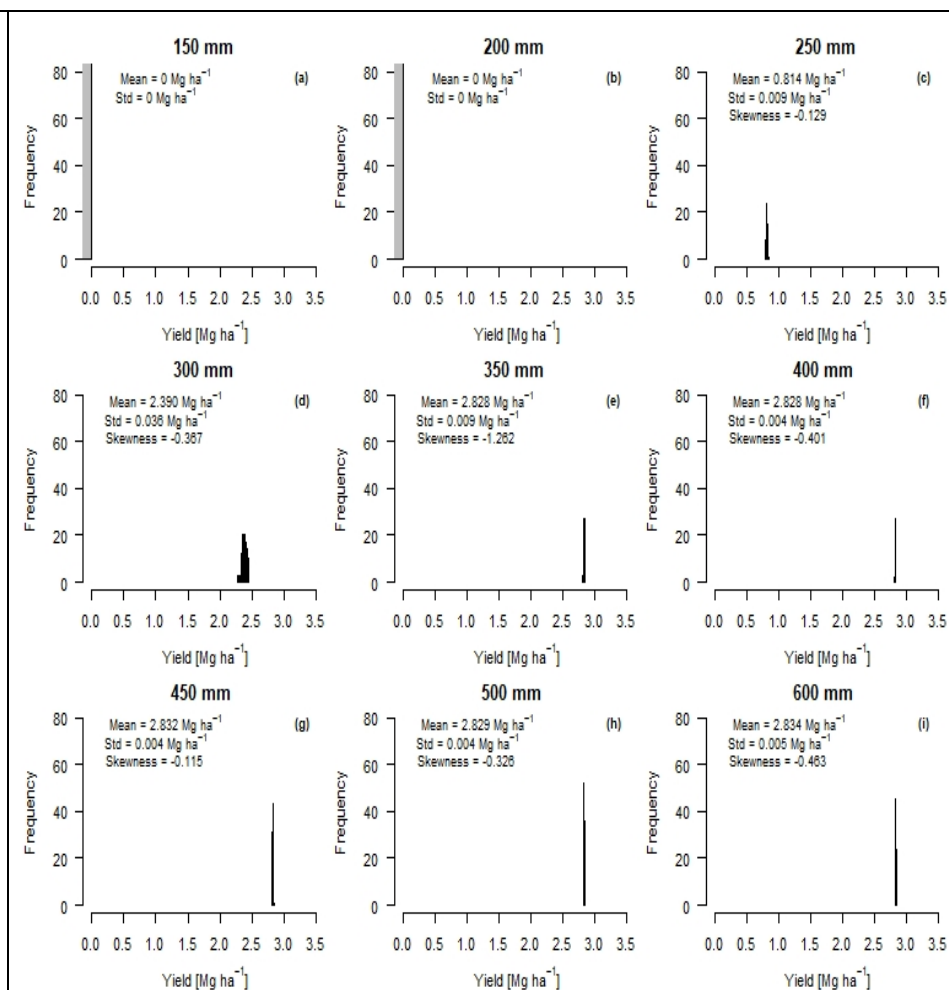 150 mm
Mean = 0 Mg ha⁻¹
Std = 0 Mg ha⁻¹
(a)
Frequency
80
60
40
20
0
0.0 0.5 1.0 1.5 2.0 2.5 3.0 3.5
Yield [Mg ha⁻¹]
200 mm
Mean = 0 Mg ha⁻¹
Std = 0 Mg ha⁻¹
(b)
Frequency
80
60
40
20
0
0.0 0.5 1.0 1.5 2.0 2.5 3.0 3.5
Yield [Mg ha⁻¹]
250 mm
Mean = 0.814 Mg ha⁻¹
Std = 0.009 Mg ha⁻¹
Skewness = -0.129
(c)
Frequency
80
60
40
20
0
0.0 0.5 1.0 1.5 2.0 2.5 3.0 3.5
Yield [Mg ha⁻¹]
300 mm
Mean = 2.390 Mg ha⁻¹
Std = 0.036 Mg ha⁻¹
Skewness = -0.367
(d)
Frequency
80
60
40
20
0
0.0 0.5 1.0 1.5 2.0 2.5 3.0 3.5
Yield [Mg ha⁻¹]
350 mm
Mean = 2.828 Mg ha⁻¹
Std = 0.009 Mg ha⁻¹
Skewness = -1.262
(e)
Frequency
80
60
40
20
0
0.0 0.5 1.0 1.5 2.0 2.5 3.0 3.5
Yield [Mg ha⁻¹]
400 mm
Mean = 2.828 Mg ha⁻¹
Std = 0.004 Mg ha⁻¹
Skewness = -0.401
(f)
Frequency
80
60
40
20
0
0.0 0.5 1.0 1.5 2.0 2.5 3.0 3.5
Yield [Mg ha⁻¹]
450 mm
Mean = 2.832 Mg ha⁻¹
Std = 0.004 Mg ha⁻¹
Skewness = -0.115
(g)
Frequency
80
60
40
20
0
0.0 0.5 1.0 1.5 2.0 2.5 3.0 3.5
Yield [Mg ha⁻¹]
500 mm
Mean = 2.829 Mg ha⁻¹
Std = 0.004 Mg ha⁻¹
Skewness = -0.326
(h)
Frequency
80
60
40
20
0
0.0 0.5 1.0 1.5 2.0 2.5 3.0 3.5
Yield [Mg ha⁻¹]
600 mm
Mean = 2.834 Mg ha⁻¹
Std = 0.005 Mg ha⁻¹
Skewness = -0.463
(i)
Frequency
80
60
40
20
0
0.0 0.5 1.0 1.5 2.0 2.5 3.0 3.5
Yield [Mg ha⁻¹]